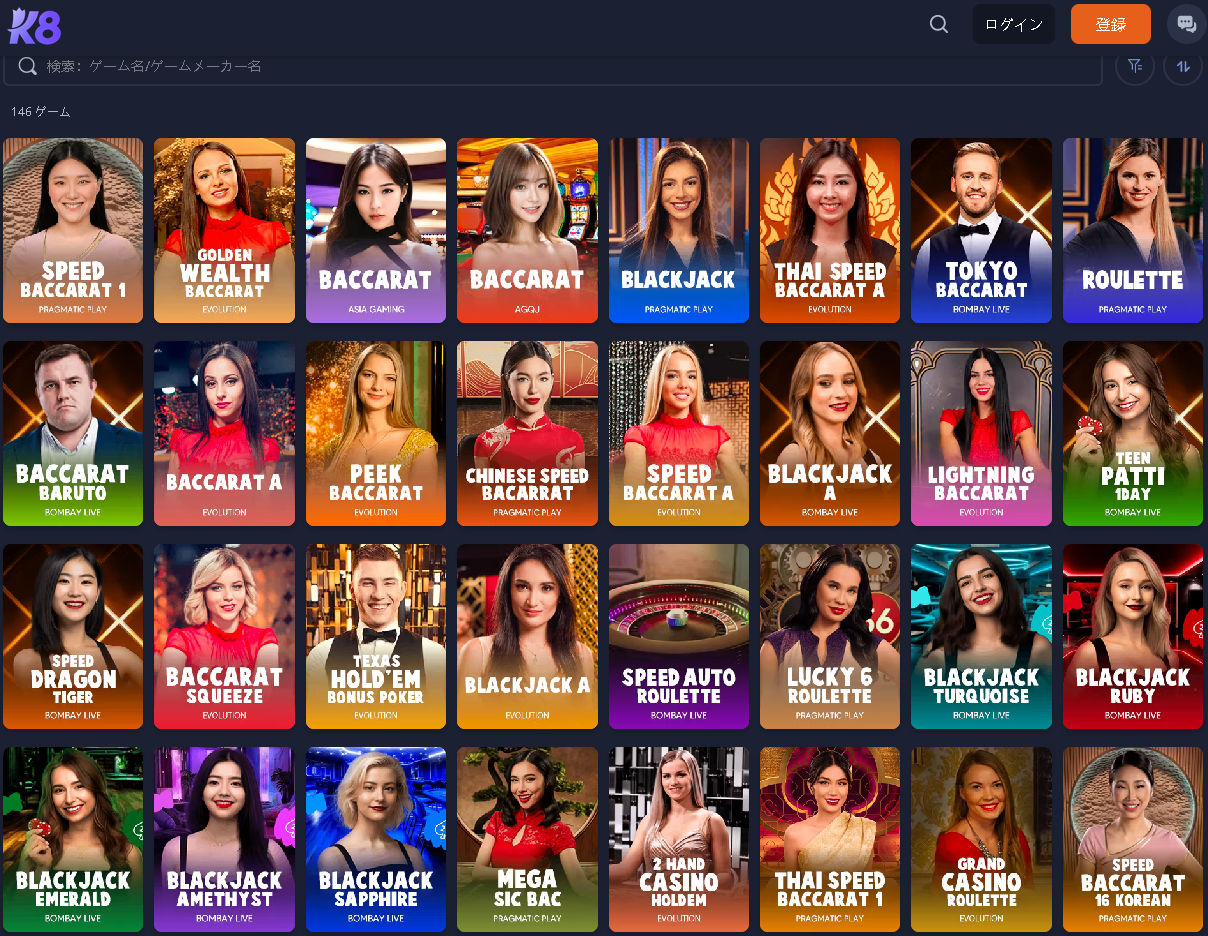 K8
ログイン
登録
検索: ゲーム名/ゲームメーカー名
146 ゲーム
SPEED
BACCARAT 1
PRAGMATIC PLAY
GOLDEN
WEALTH
BACCARAT
EVOLUTION
BACCARAT
ASIA GAMING
BACCARAT
AGQJ
BLACKJACK
PRAGMATIC PLAY
THAI SPEED
BACCARAT A
EVOLUTION
TOKYO
BACCARAT
BOMBAY LIVE
ROULETTE
PRAGMATIC PLAY
BACCARAT
BARUTO
BOMBAY LIVE
BACCARAT A
EVOLUTION
PEEK
BACCARAT
EVOLUTION
CHINESE SPEED
BACARRAT
PRAGMATIC PLAY
SPEED
BACCARAT A
EVOLUTION
BLACKJACK
A
BOMBAY LIVE
LIGHTNING
BACCARAT
EVOLUTION
TEEN
PATTI
1DAY
BOMBAY LIVE
SPEED
DRAGON
TIGER
BOMBAY LIVE
BACCARAT
SQUEEZE
EVOLUTION
TEXAS
HOLD'EM
BONUS POKER
EVOLUTION
BLACKJACK A
EVOLUTION
SPEED AUTO
ROULETTE
BOMBAY LIVE
LUCKY 6
ROULETTE
PRAGMATIC PLAY
BLACKJACK
TURQUOISE
BOMBAY LIVE
BLACKJACK
RUBY
BOMBAY LIVE
BLACKJACK
EMERALD
BOMBAY LIVE
BLACKJACK
AMETHYST
BOMBAY LIVE
BLACKJACK
SAPPHIRE
BOMBAY LIVE
MEGA
SIC BAC
PRAGMATIC PLAY
2 HAND
CASINO
HOLDEM
EVOLUTION
THAI SPEED
BACCARAT 1
PRAGMATIC PLAY
GRAND
CASINO
ROULETTE
EVOLUTION
SPEED
BACCARAT
16 KOREAN
PRAGMATIC PLAY